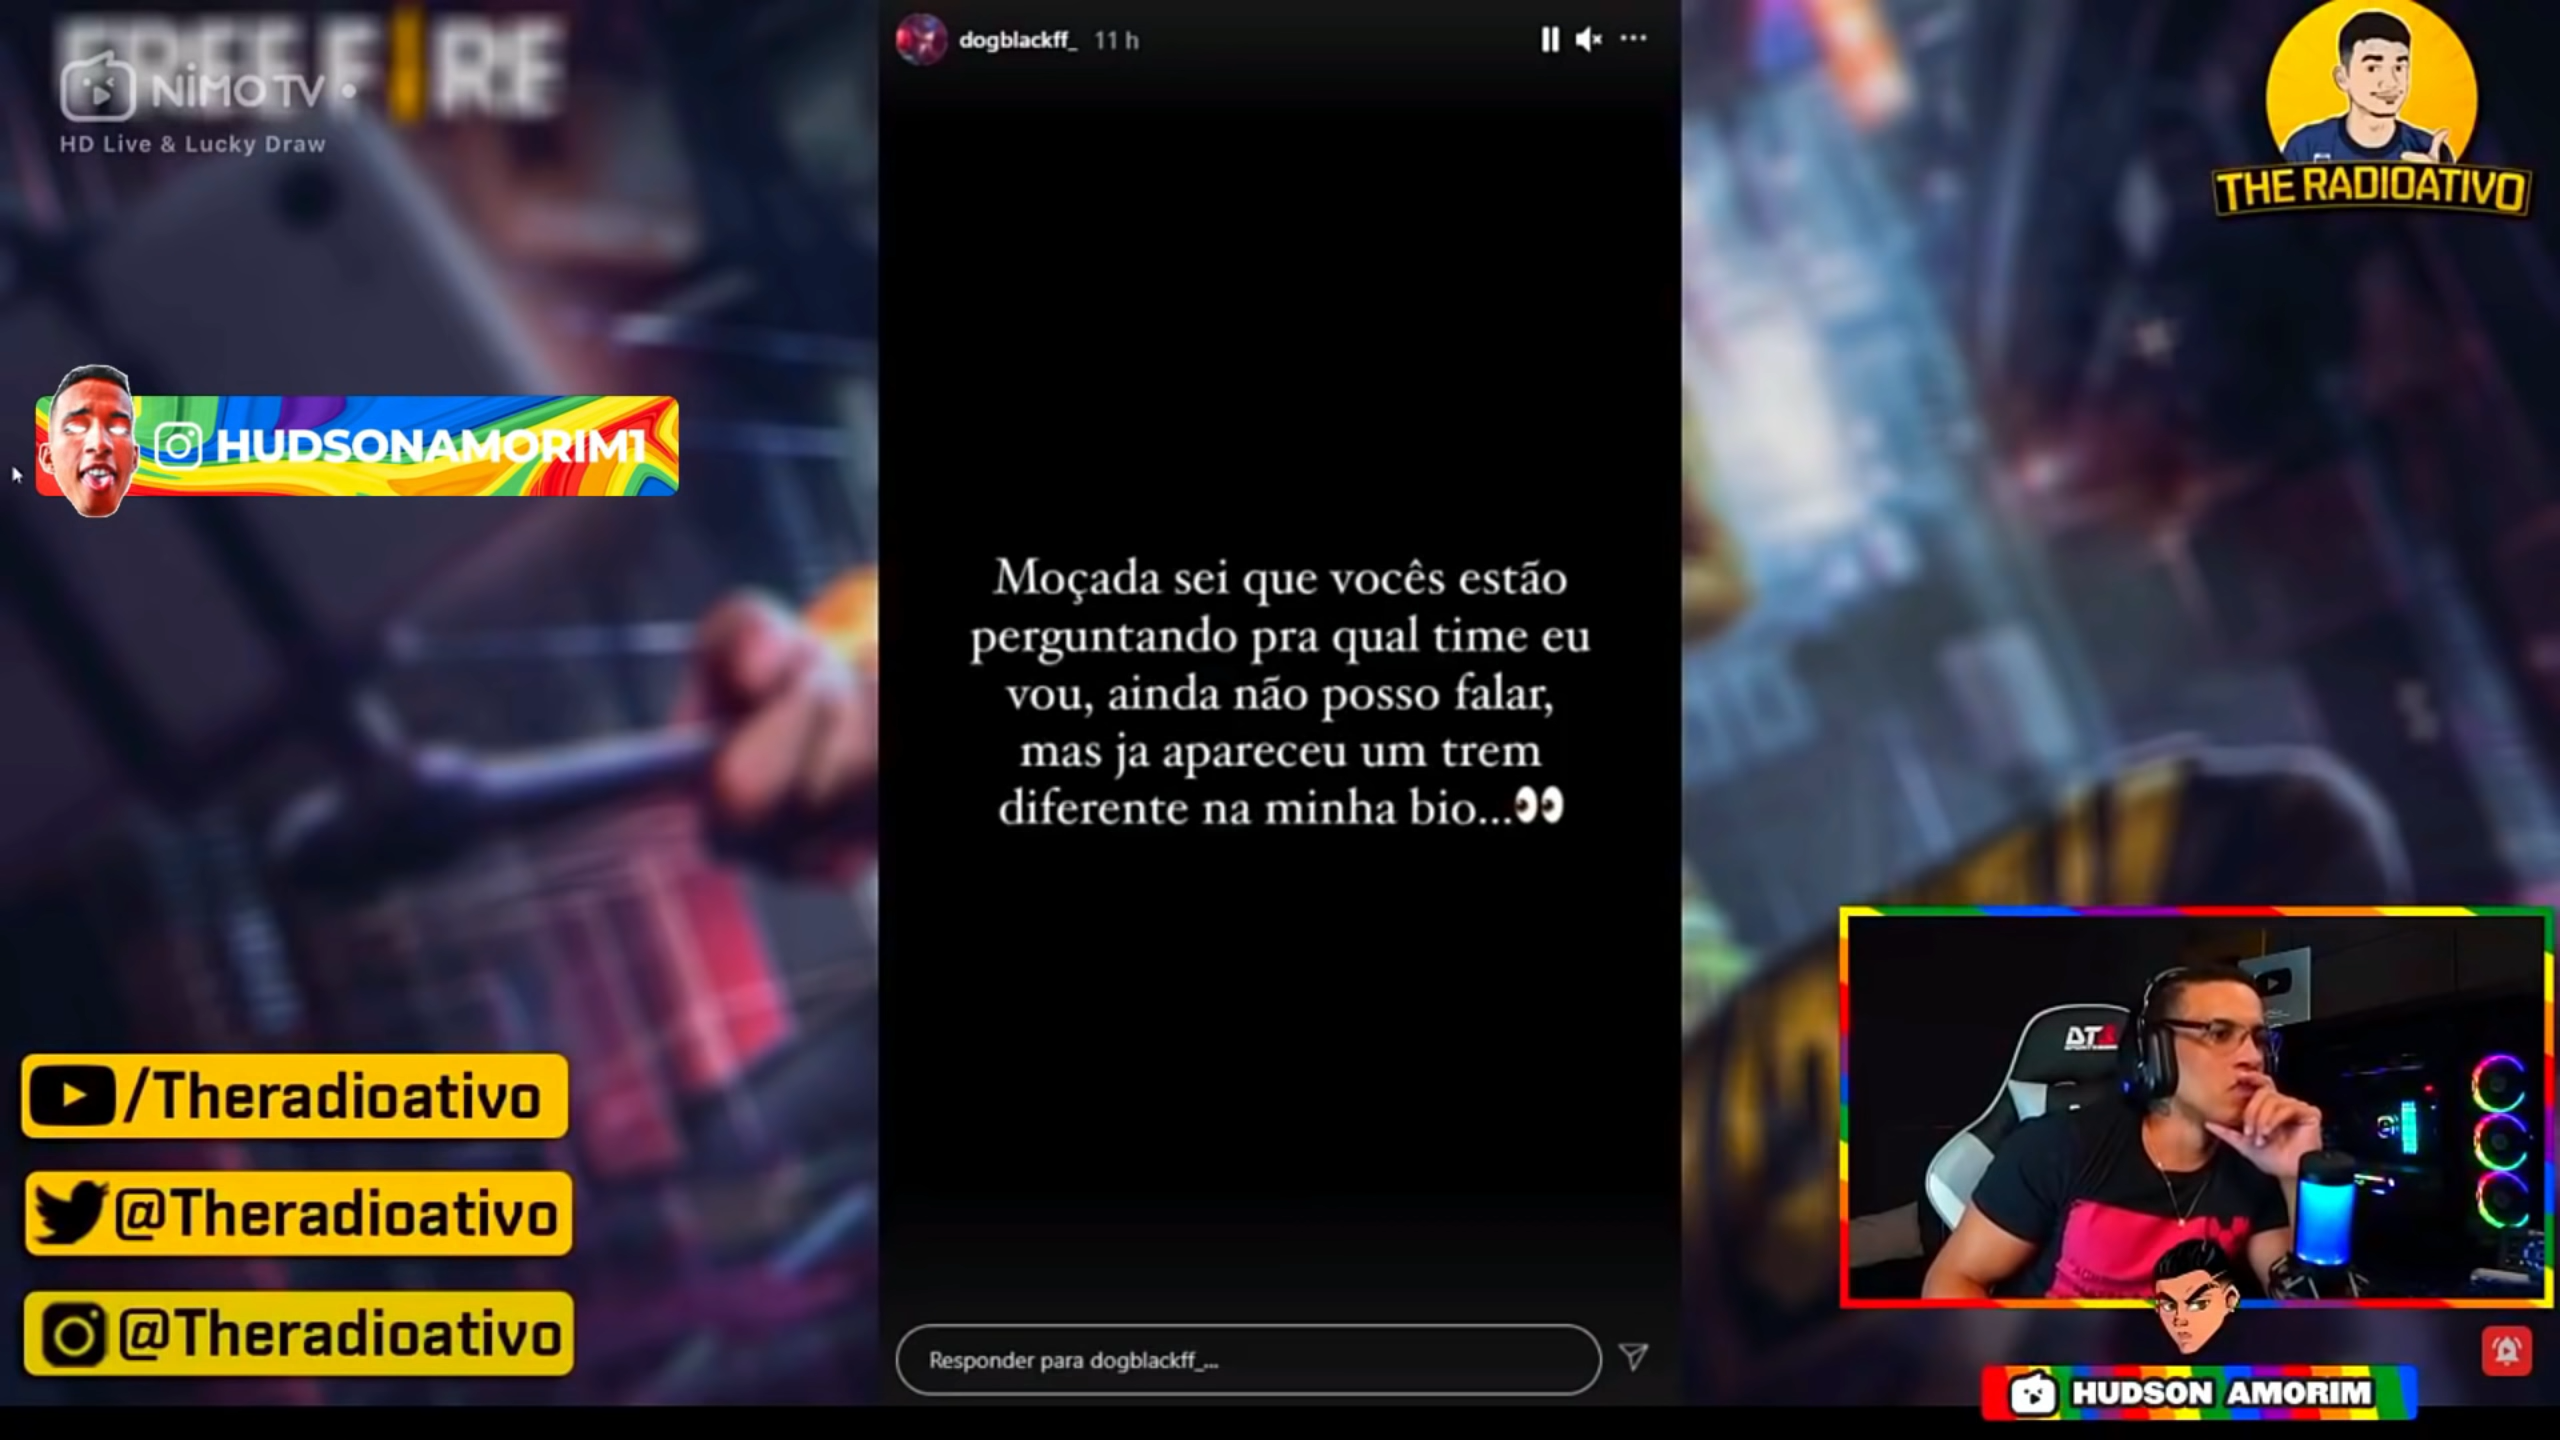 FREE FIRE
NiMO TV
HD Live & Lucky Draw
dogblackff_ 11 h
THE RADIOATIVO
HUDSONAMORIM1
Moçada sei que vocês estão
perguntando pra qual time eu
vou, ainda não posso falar,
mas ja apareceu um trem
diferente na minha bio...👀
/Theradioativo
@Theradioativo
@Theradioativo
Responder para dogblackff_...
HUDSON AMORIM